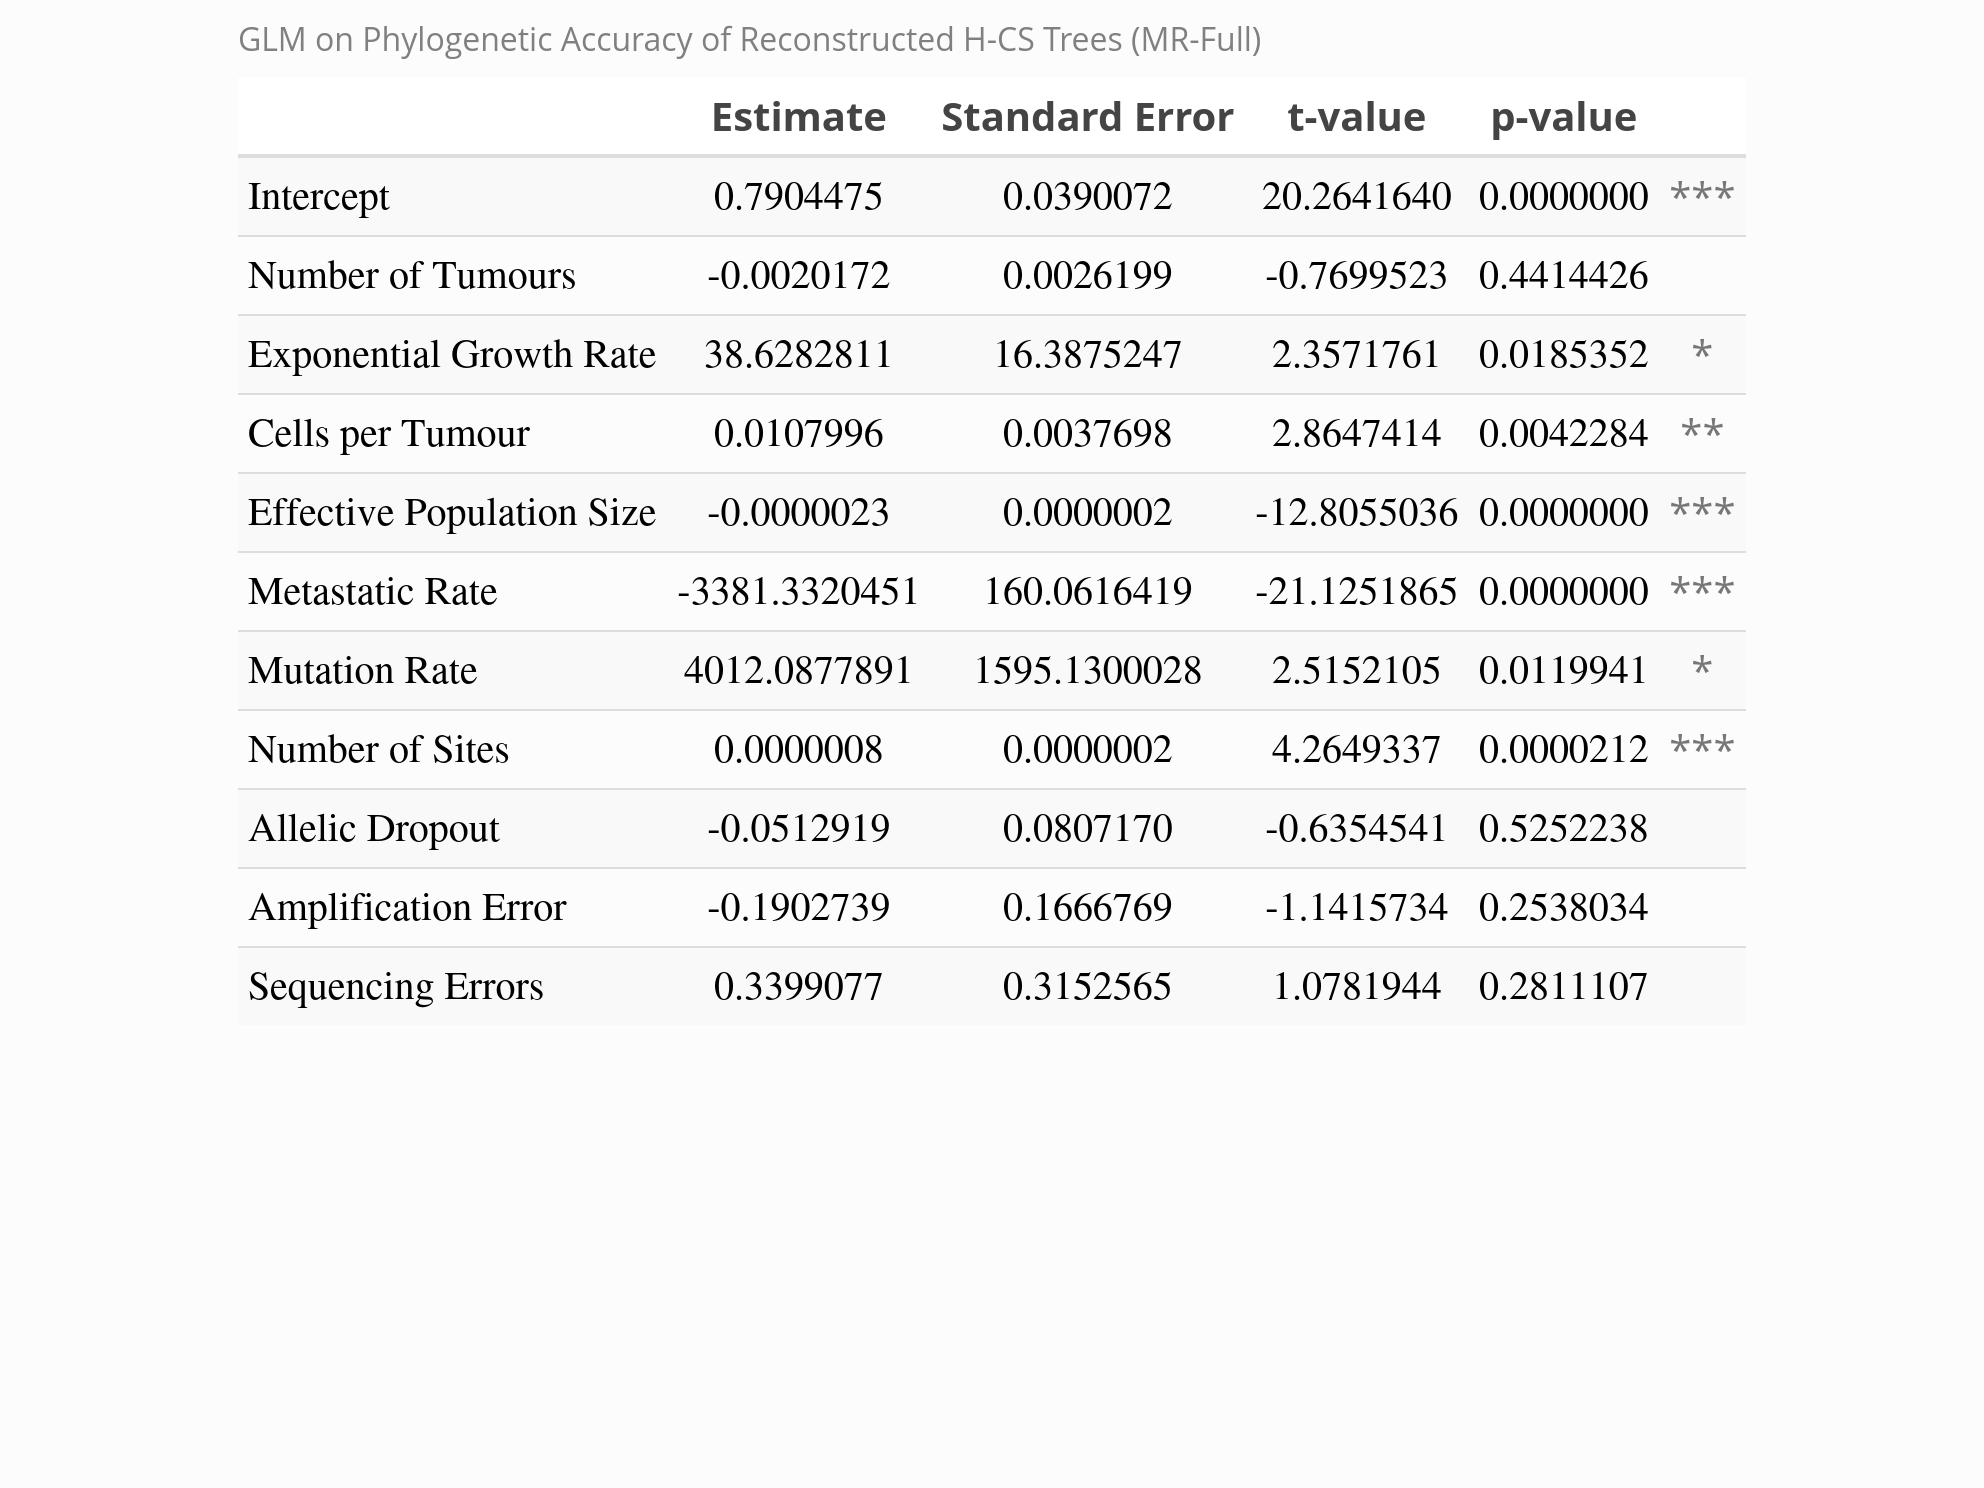 GLM on Phylogenetic Accuracy of Reconstructed H-CS Trees (MR-Full)
Estimate Standard Error t-value p-value
Intercept 0.7904475 0.0390072 20.2641640 0.0000000 ***
Number of Tumours -0.0020172 0.0026199 -0.7699523 0.4414426
Exponential Growth Rate 38.6282811 16.3875247 2.3571761 0.0185352 *
Cells per Tumour 0.0107996 0.0037698 2.8647414 0.0042284 **
Effective Population Size -0.0000023 0.0000002 -12.8055036 0.0000000 ***
Metastatic Rate -3381.3320451 160.0616419 -21.1251865 0.0000000 ***
Mutation Rate 4012.0877891 1595.1300028 2.5152105 0.0119941 *
Number of Sites 0.0000008 0.0000002 4.2649337 0.0000212 ***
Allelic Dropout -0.0512919 0.0807170 -0.6354541 0.5252238
Amplification Error -0.1902739 0.1666769 -1.1415734 0.2538034
Sequencing Errors 0.3399077 0.3152565 1.0781944 0.2811107